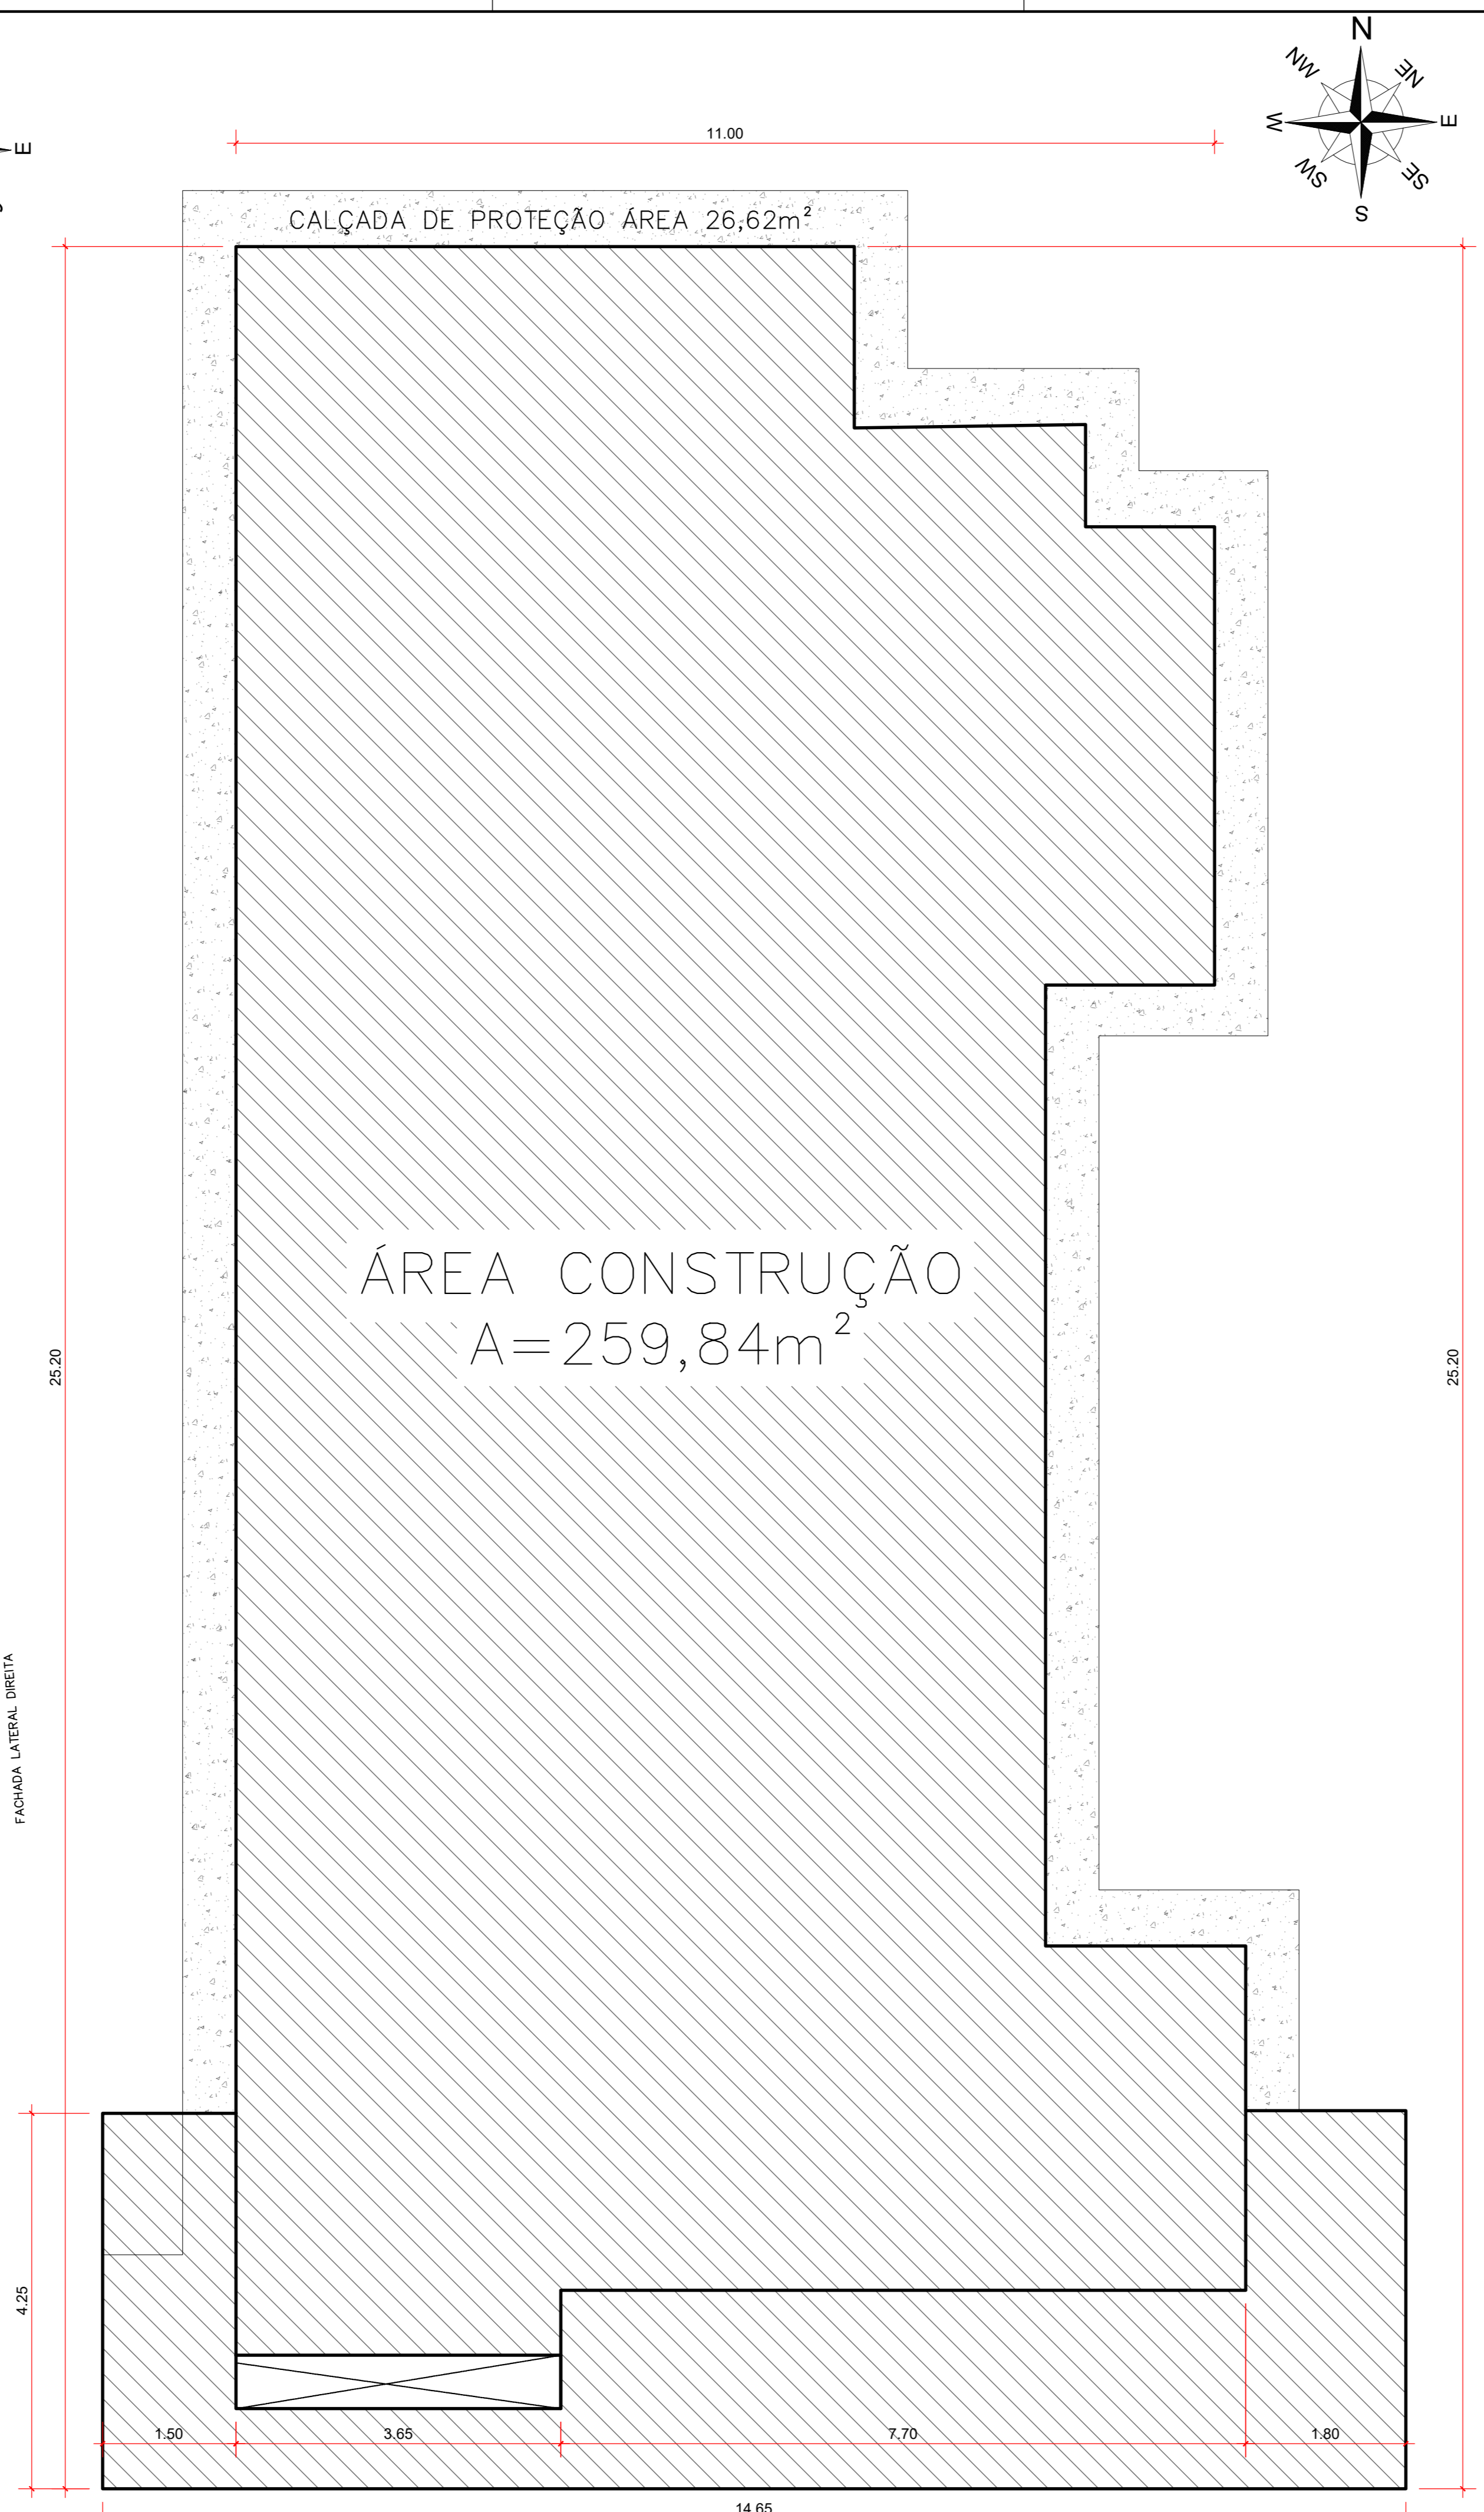 N
NW
NE
W
E
SW
SE
S
E
11.00
CALÇADA DE PROTEÇÃO ÁREA 26,62m²
ÁREA CONSTRUÇÃO
A=259,84m²
25.20
25.20
FACHADA LATERAL DIREITA
4.25
1.50
3.65
7.70
1.80
14.65